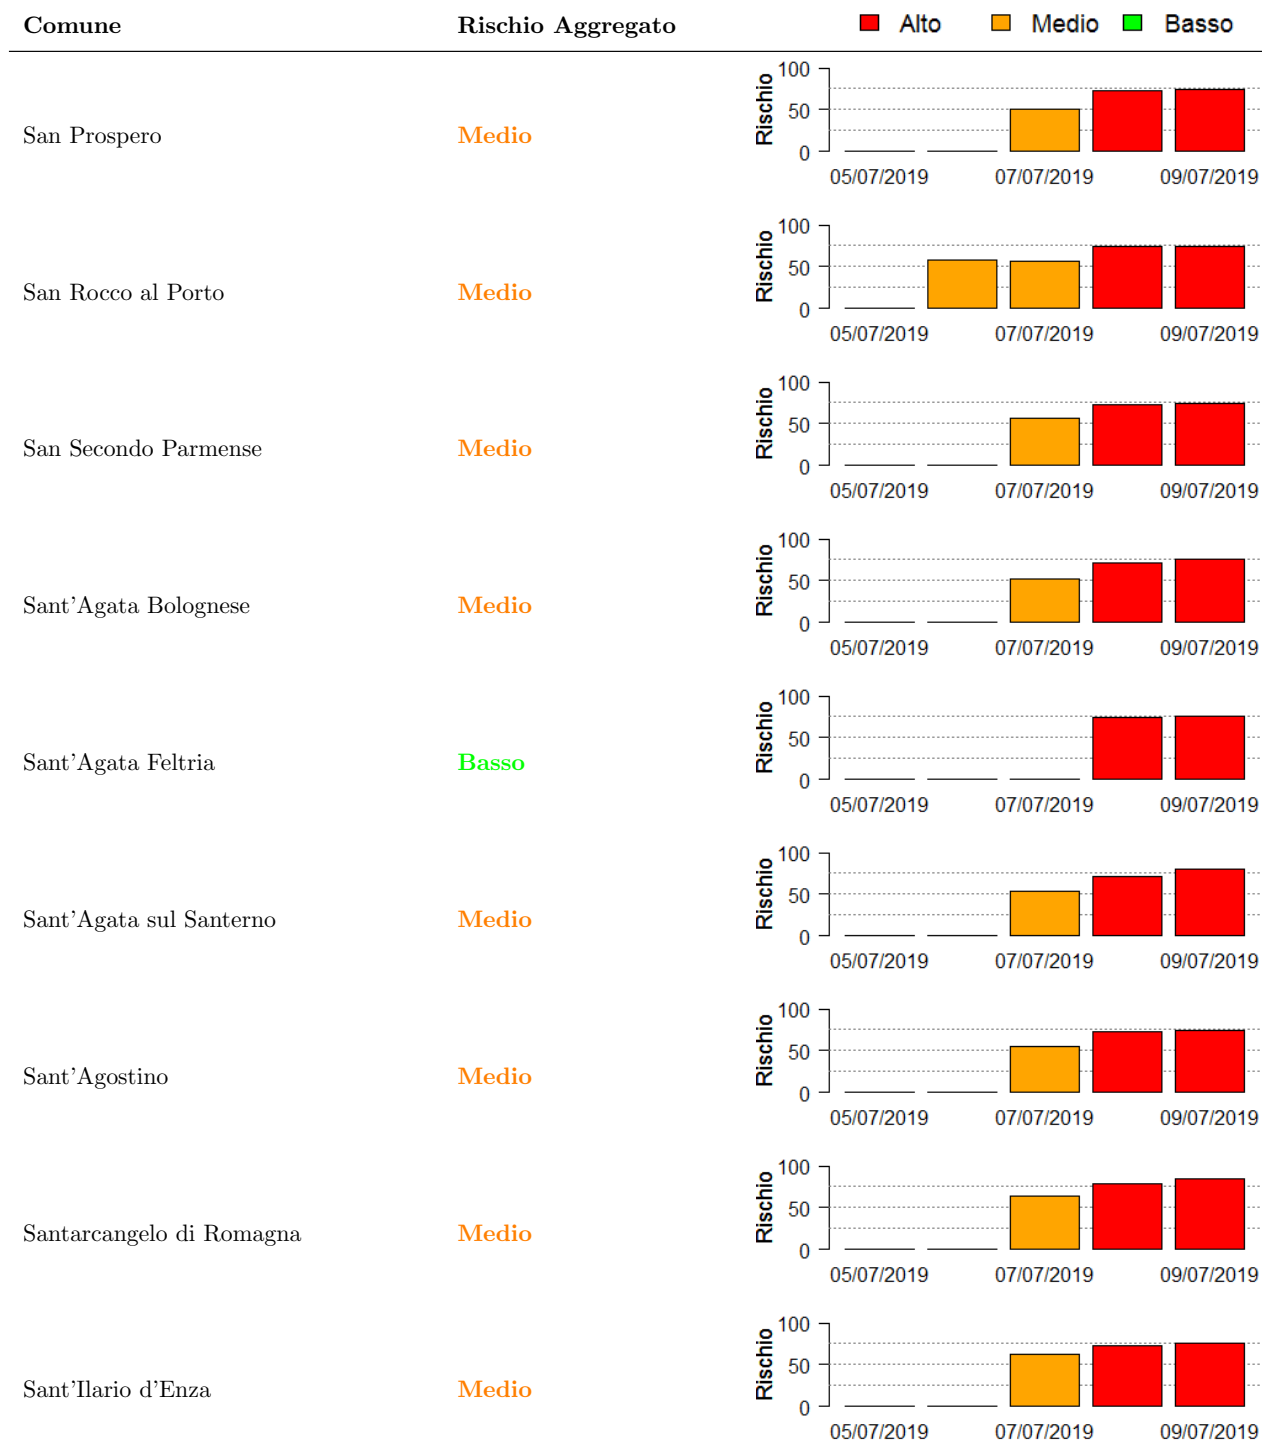 Comune Rischio Aggregato Alto Medio Basso
San Prospero Medio
Rischio
100
50
0
05/07/2019 07/07/2019 09/07/2019
San Rocco al Porto Medio
Rischio
100
50
0
05/07/2019 07/07/2019 09/07/2019
San Secondo Parmense Medio
Rischio
100
50
0
05/07/2019 07/07/2019 09/07/2019
Sant'Agata Bolognese Medio
Rischio
100
50
0
05/07/2019 07/07/2019 09/07/2019
Sant'Agata Feltria Basso
Rischio
100
50
0
05/07/2019 07/07/2019 09/07/2019
Sant'Agata sul Santerno Medio
Rischio
100
50
0
05/07/2019 07/07/2019 09/07/2019
Sant'Agostino Medio
Rischio
100
50
0
05/07/2019 07/07/2019 09/07/2019
Santarcangelo di Romagna Medio
Rischio
100
50
0
05/07/2019 07/07/2019 09/07/2019
Sant'Ilario d'Enza Medio
Rischio
100
50
0
05/07/2019 07/07/2019 09/07/2019